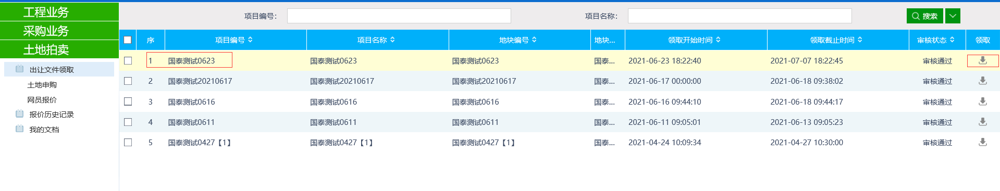 工程业务
采购业务
土地拍卖
出让文件领取
土地申购
网员报价
报价历史记录
我的文档
项目编号： 项目名称： 搜索
序 项目编号 项目名称 地块编号 地块... 领取开始时间 领取截止时间 审核状态 领取
1 国泰测试0623 国泰测试0623 国泰测试0623 国泰... 2021-06-23 18:22:40 2021-07-07 18:22:45 审核通过
2 国泰测试20210617 国泰测试20210617 国泰测试20210617 国泰... 2021-06-17 00:00:00 2021-06-18 09:38:02 审核通过
3 国泰测试0616 国泰测试0616 国泰测试0616 国泰... 2021-06-16 09:44:10 2021-06-18 09:44:17 审核通过
4 国泰测试0611 国泰测试0611 国泰测试0611 国泰... 2021-06-11 09:05:01 2021-06-13 09:05:23 审核通过
5 国泰测试0427【1】 国泰测试0427【1】 国泰测试0427【1】 国泰... 2021-04-24 10:09:34 2021-04-27 10:30:00 审核通过